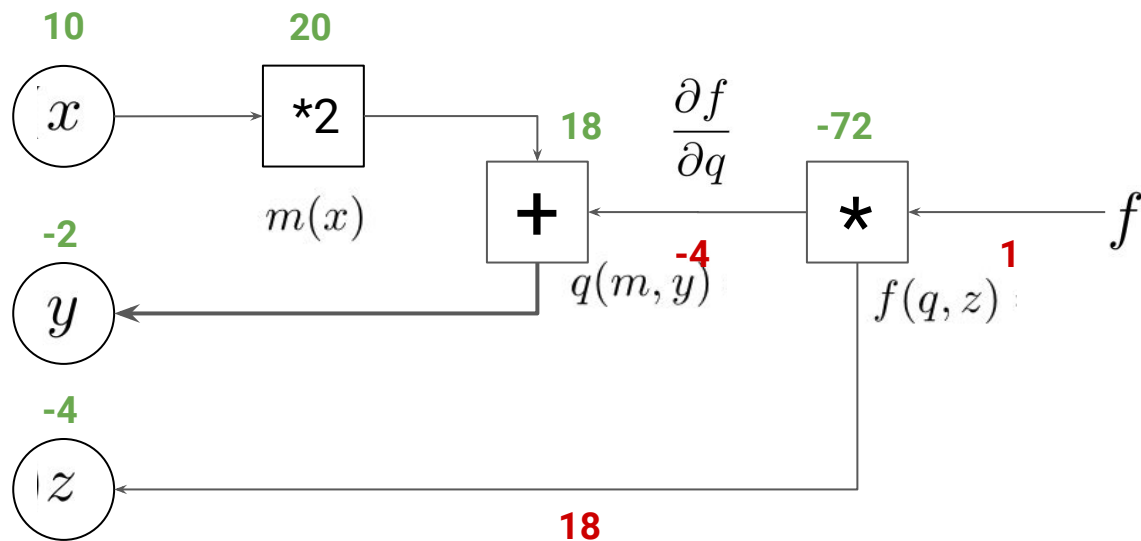 10
20
x
*2
m(x)
18
∂f
∂q
-72
+
*
f
-4
1
q(m, y)
f(q, z)
-2
y
-4
z
18